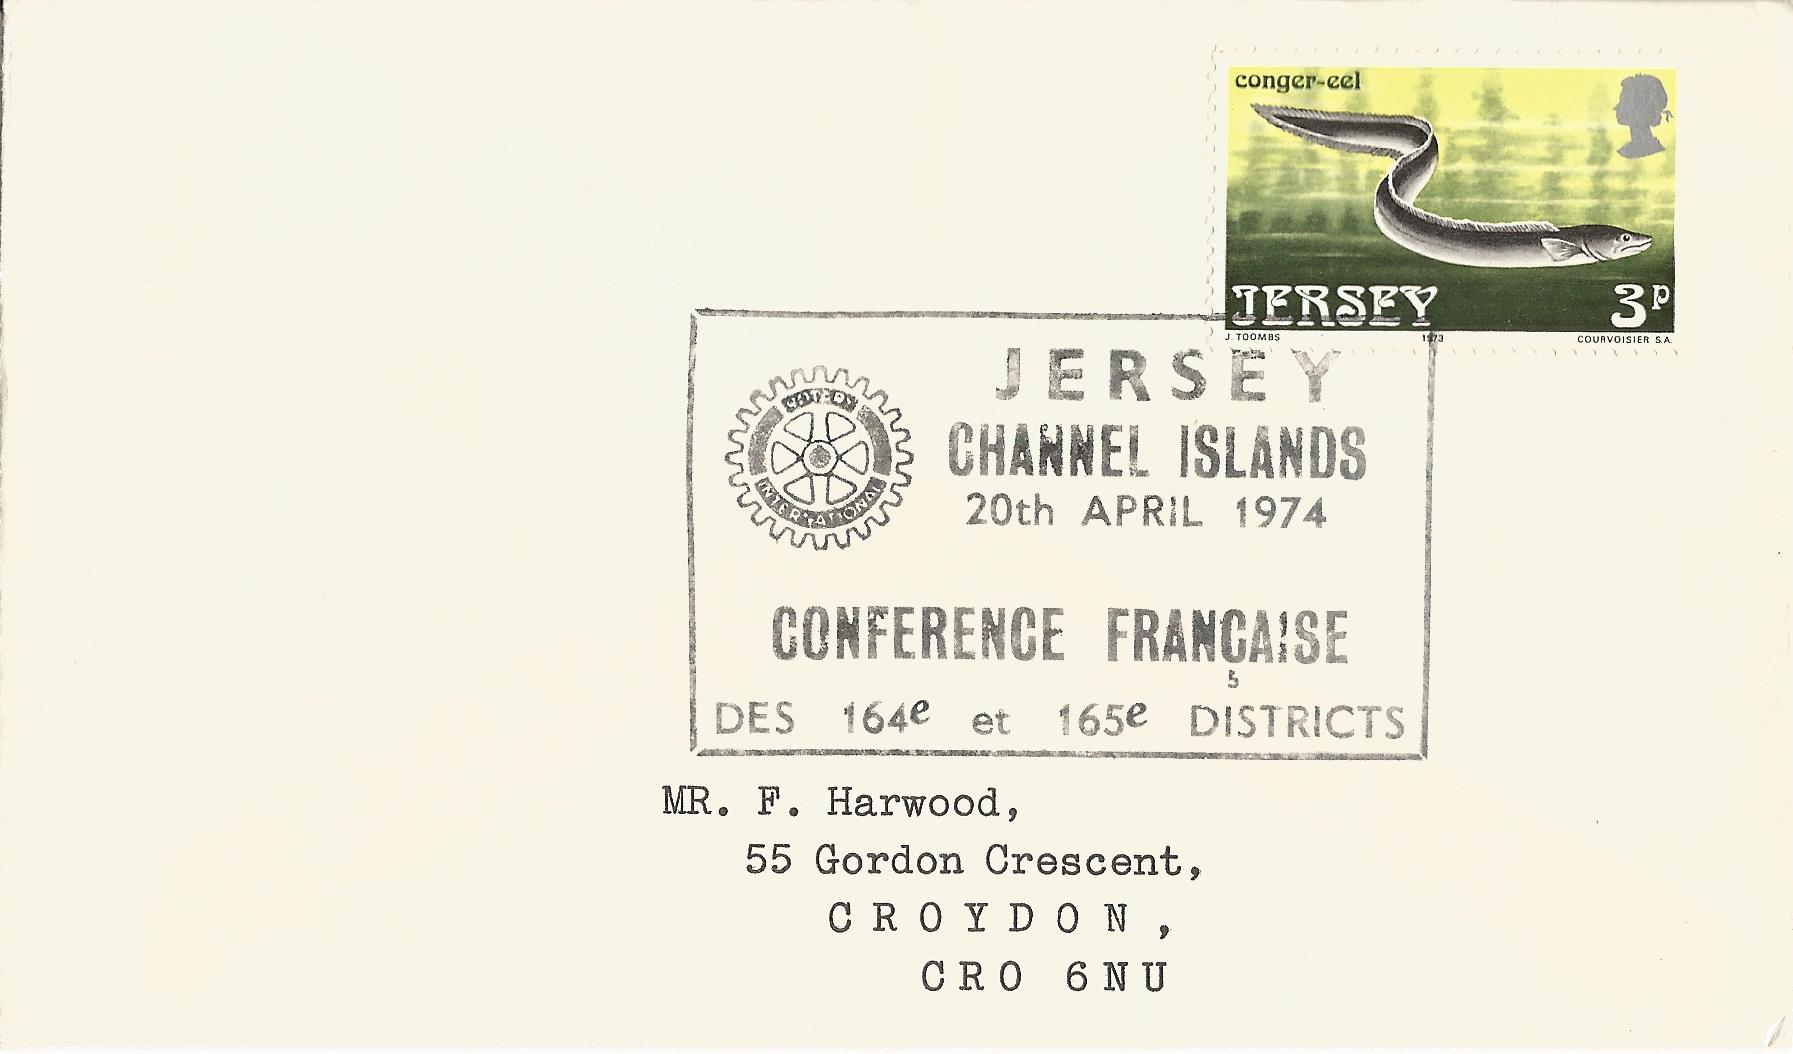 conger-eel
JERSEY 3P
J. TOOMBS 1973 COURVOISIER S.A.
JERSEY
CHANNEL ISLANDS
20th APRIL 1974
ROTARY
INTERNATIONAL
CONFERENCE FRANÇAISE
DES 164e et 165e DISTRICTS
MR. F. Harwood,
55 Gordon Crescent,
CROYDON,
CRO 6NU